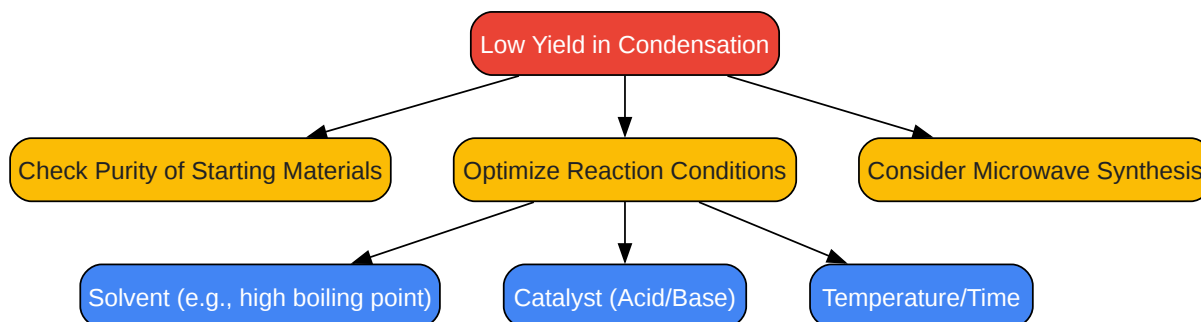 Low Yield in Condensation
Check Purity of Starting Materials
Optimize Reaction Conditions
Consider Microwave Synthesis
Solvent (e.g., high boiling point)
Catalyst (Acid/Base)
Temperature/Time